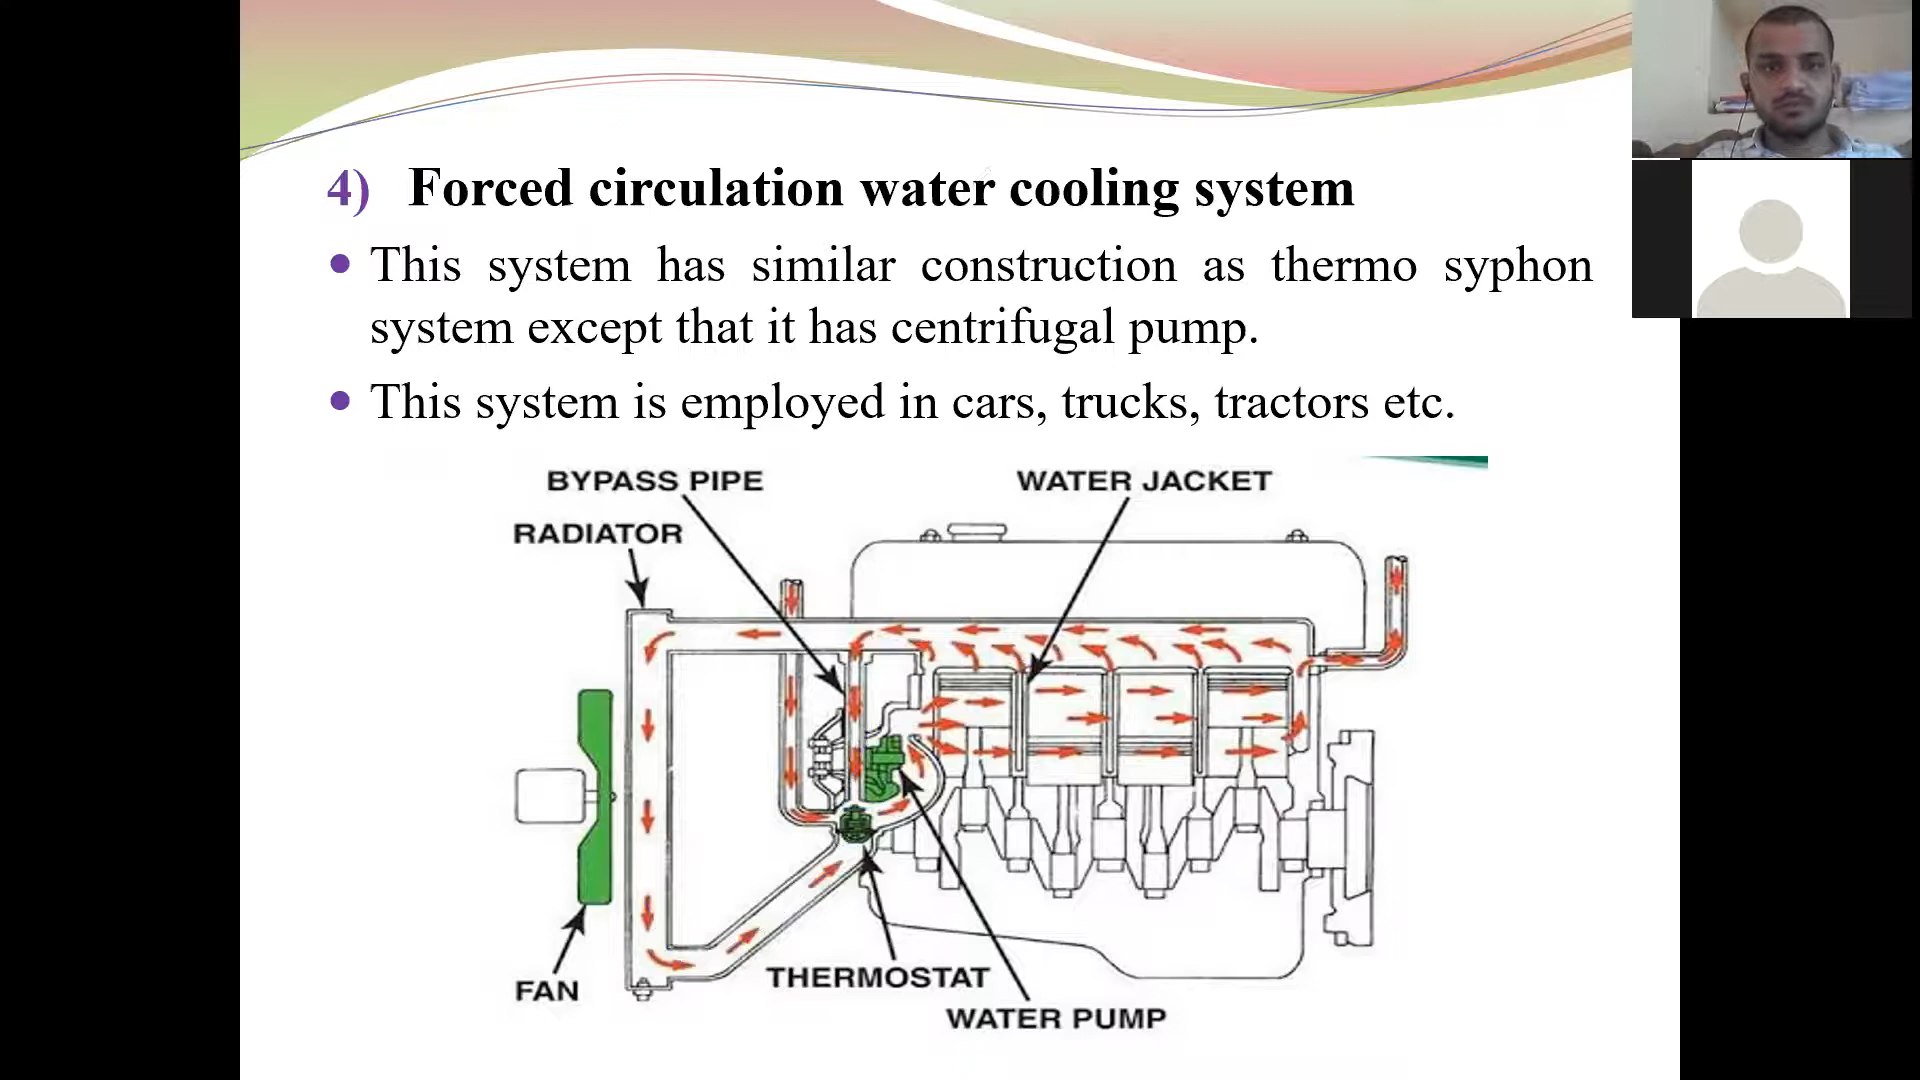 4) Forced circulation water cooling system
• This system has similar construction as thermo syphon
system except that it has centrifugal pump.
• This system is employed in cars, trucks, tractors etc.
BYPASS PIPE
WATER JACKET
RADIATOR
FAN
THERMOSTAT
WATER PUMP